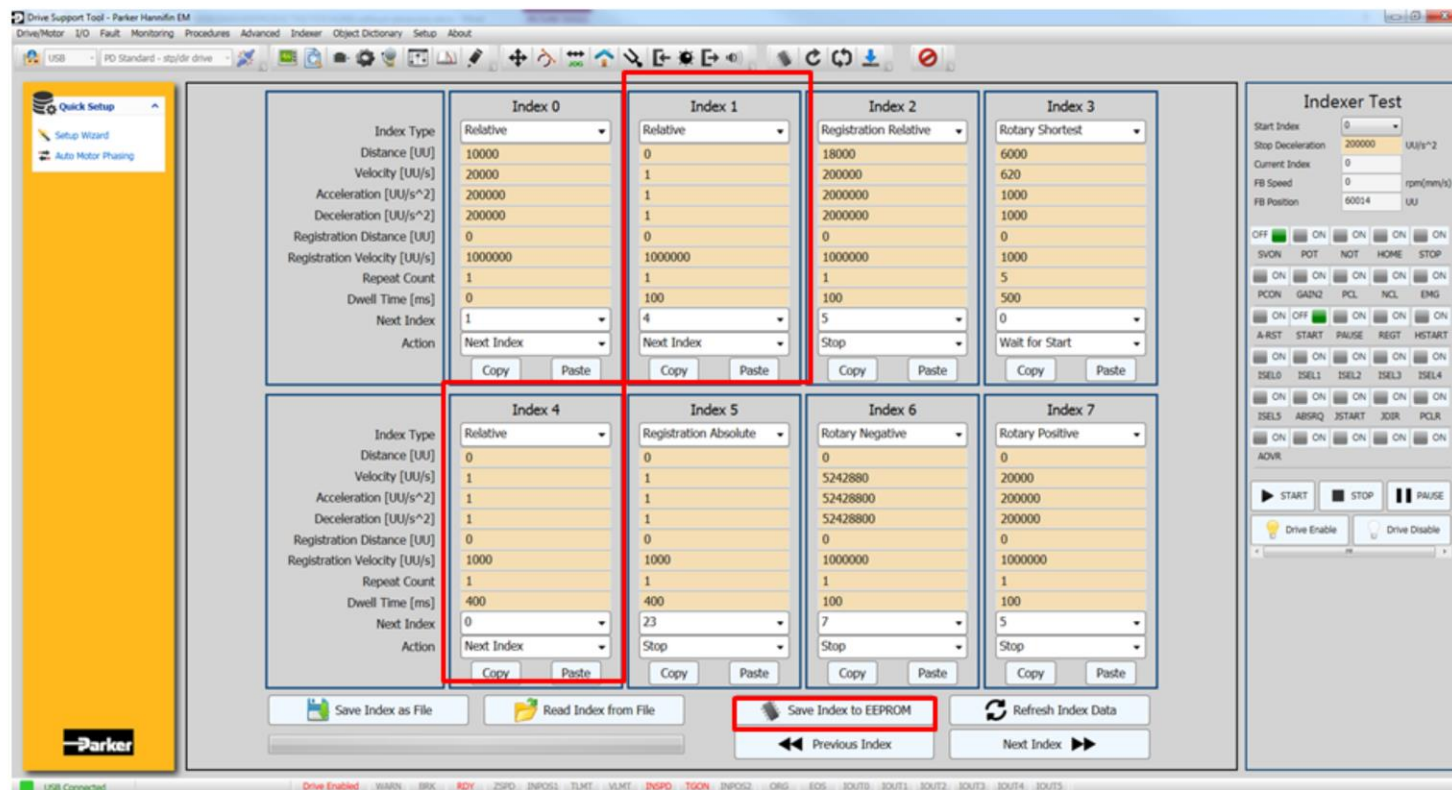 Drive Support Tool - Parker Hannifin EM
Drive/Motor I/O Fault Monitoring Procedures Advanced Indexer Object Dictionary Setup About
USB PD Standard - stp/dir drive
JOG
Quick Setup
Setup Wizard
Auto Motor Phasing
Parker
Index 0 Index 1 Index 2 Index 3
Index Type Relative Relative Registration Relative Rotary Shortest
Distance [UU] 10000 0 18000 6000
Velocity [UU/s] 20000 1 200000 620
Acceleration [UU/s^2] 200000 1 2000000 1000
Deceleration [UU/s^2] 200000 1 2000000 1000
Registration Distance [UU] 0 0 0 0
Registration Velocity [UU/s] 1000000 1000000 1000000 1000
Repeat Count 1 1 1 5
Dwell Time [ms] 0 100 100 500
Next Index 1 4 5 0
Action Next Index Next Index Stop Wait for Start
Copy Paste Copy Paste Copy Paste Copy Paste
Index 4 Index 5 Index 6 Index 7
Index Type Relative Registration Absolute Rotary Negative Rotary Positive
Distance [UU] 0 0 0 0
Velocity [UU/s] 1 1 5242880 20000
Acceleration [UU/s^2] 1 1 52428800 200000
Deceleration [UU/s^2] 1 1 52428800 200000
Registration Distance [UU] 0 0 0 0
Registration Velocity [UU/s] 1000 1000 1000000 1000000
Repeat Count 1 1 1 1
Dwell Time [ms] 400 400 100 100
Next Index 0 23 7 5
Action Next Index Stop Stop Stop
Copy Paste Copy Paste Copy Paste Copy Paste
Save Index as File Read Index from File Save Index to EEPROM Refresh Index Data
Previous Index Next Index
Indexer Test
Start Index 0
Stop Deceleration 200000 UU/s^2
Current Index 0
FB Speed 0 rpm(mm/s)
FB Position 60014 UU
OFF ON ON ON ON
SVON POT NOT HOME STOP
ON ON ON ON ON
PCON GAIN2 PCL NCL EMG
ON OFF ON ON ON
A-RST START PAUSE REGT HSTART
ON ON ON ON ON
ISEL0 ISEL1 ISEL2 ISEL3 ISEL4
ON ON ON ON ON
ISEL5 ABSRQ JSTART JDIR PCLR
ON ON ON ON ON
AOVR
START STOP PAUSE
Drive Enable Drive Disable
USB Connected Drive Enabled WARN BRK RDY ZSPD INPOS1 TLMT VLMT INSPD TGON INPOS2 ORG EOS IOUT0 IOUT1 IOUT2 IOUT3 IOUT4 IOUT5